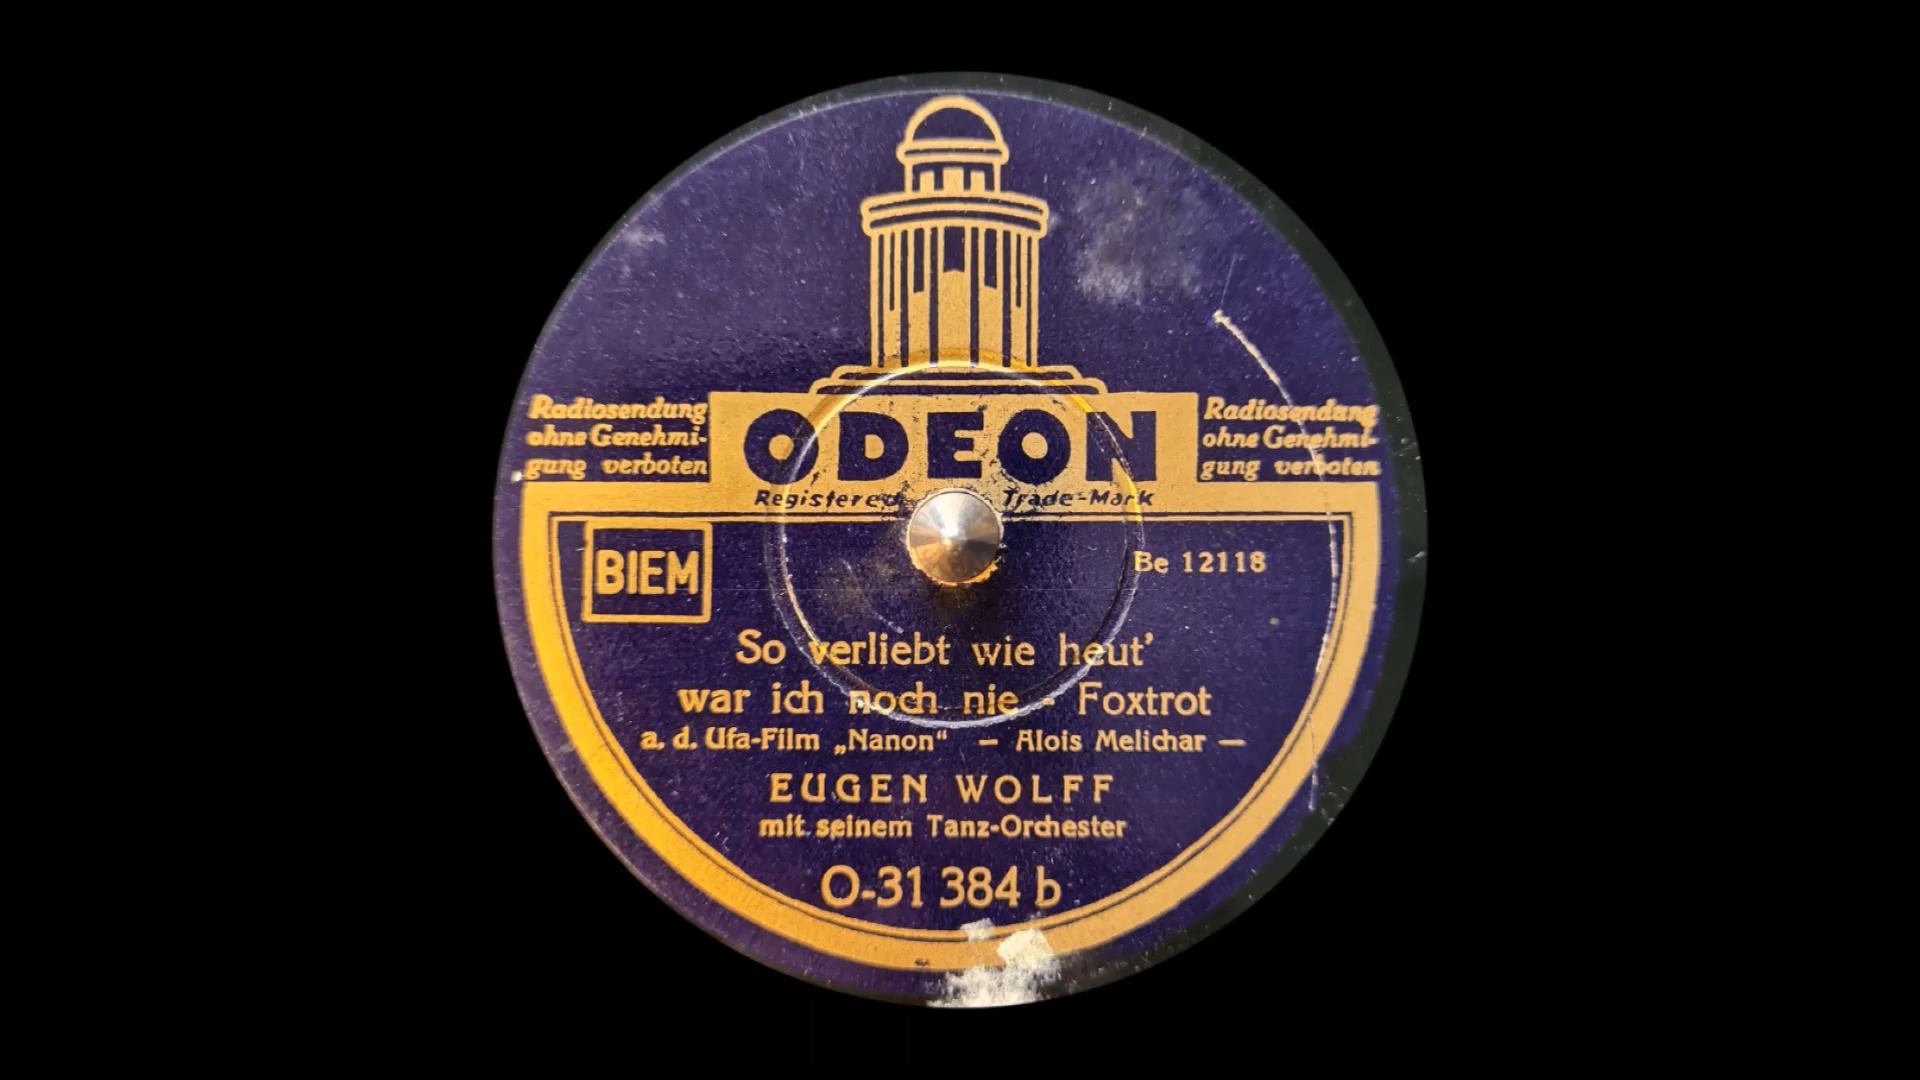 Radiosendung
ohne Genehmi-
gung verboten
ODEON
Registered Trade-Mark
Radiosendung
ohne Genehmi-
gung verboten
BIEM
Be 12118
So verliebt wie heut’
war ich noch nie - Foxtrot
a. d. Ufa-Film „Nanon“ — Alois Melichar —
EUGEN WOLFF
mit seinem Tanz-Orchester
O-31 384 b